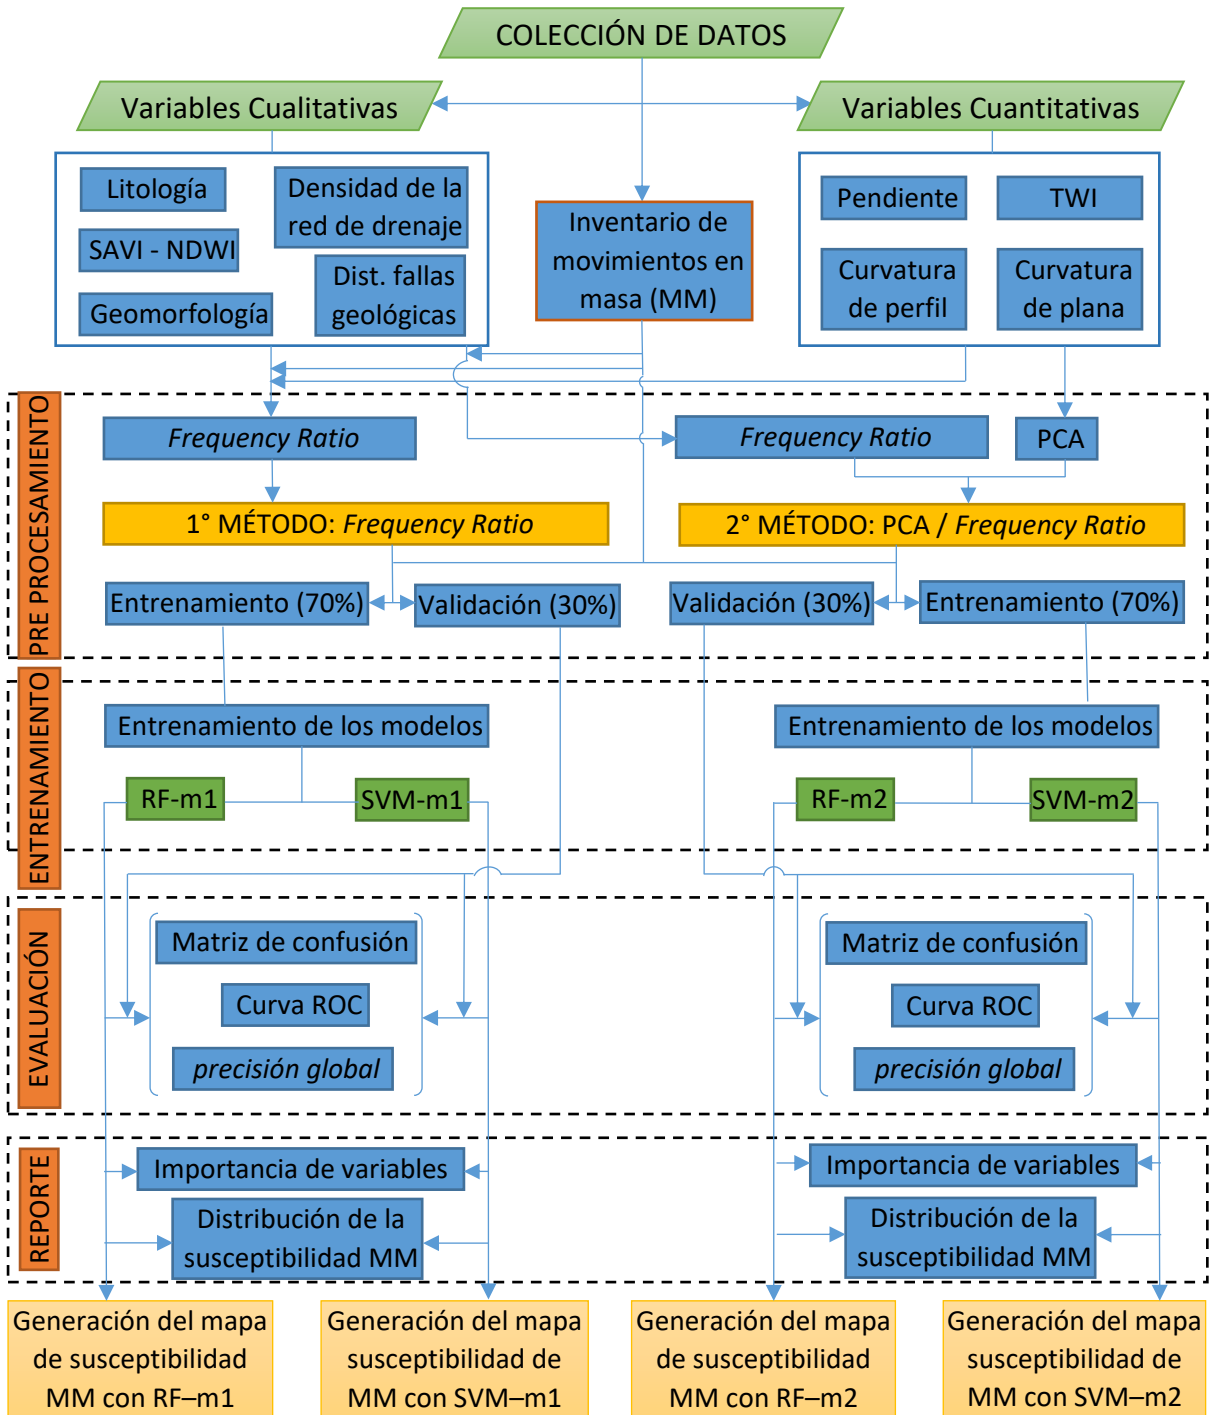 COLECCIÓN DE DATOS
Variables Cualitativas
Variables Cuantitativas
Litología
Densidad de la
red de drenaje
SAVI - NDWI
Dist. fallas
geológicas
Geomorfología
Inventario de
movimientos en
masa (MM)
Pendiente
TWI
Curvatura
de perfil
Curvatura
de plana
PRE PROCESAMIENTO
Frequency Ratio
Frequency Ratio
PCA
1° MÉTODO: Frequency Ratio
2° MÉTODO: PCA / Frequency Ratio
Entrenamiento (70%)
Validación (30%)
Validación (30%)
Entrenamiento (70%)
ENTRENAMIENTO
Entrenamiento de los modelos
Entrenamiento de los modelos
RF-m1
SVM-m1
RF-m2
SVM-m2
EVALUACIÓN
Matriz de confusión
Curva ROC
precisión global
Matriz de confusión
Curva ROC
precisión global
REPORTE
Importancia de variables
Distribución de la
susceptibilidad MM
Importancia de variables
Distribución de la
susceptibilidad MM
Generación del mapa
de susceptibilidad
MM con RF–m1
Generación del mapa
susceptibilidad de
MM con SVM–m1
Generación del mapa
de susceptibilidad
MM con RF–m2
Generación del mapa
susceptibilidad de
MM con SVM–m2